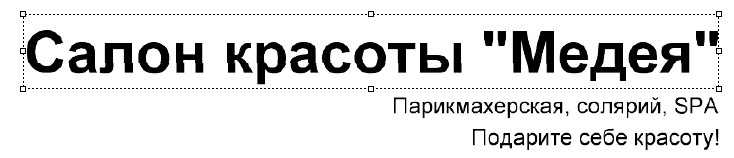 Салон красоты "Медея"
Парикмахерская, солярий, SPA
Подарите себе красоту!